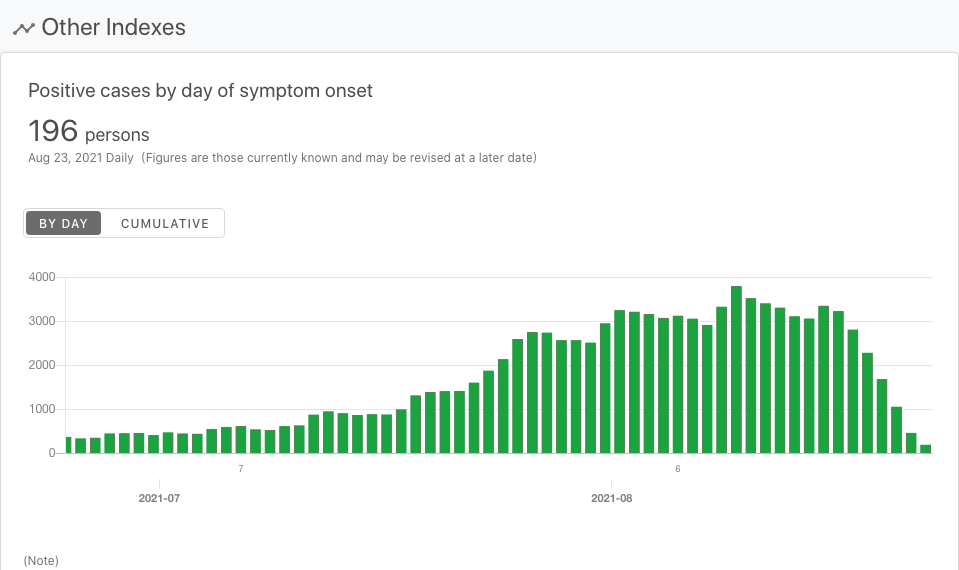 Other Indexes
Positive cases by day of symptom onset
196 persons
Aug 23, 2021 Daily (Figures are those currently known and may be revised at a later date)
BY DAY CUMULATIVE
4000
3000
2000
1000
0
7 6
2021-07 2021-08
(Note)